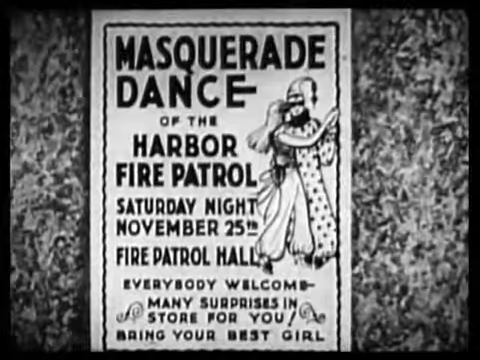 MASQUERADE
DANCE
OF THE
HARBOR
FIRE PATROL
SATURDAY NIGHT
NOVEMBER 25TH
FIRE PATROL HALL
EVERYBODY WELCOME—
MANY SURPRISES IN
STORE FOR YOU!
BRING YOUR BEST GIRL